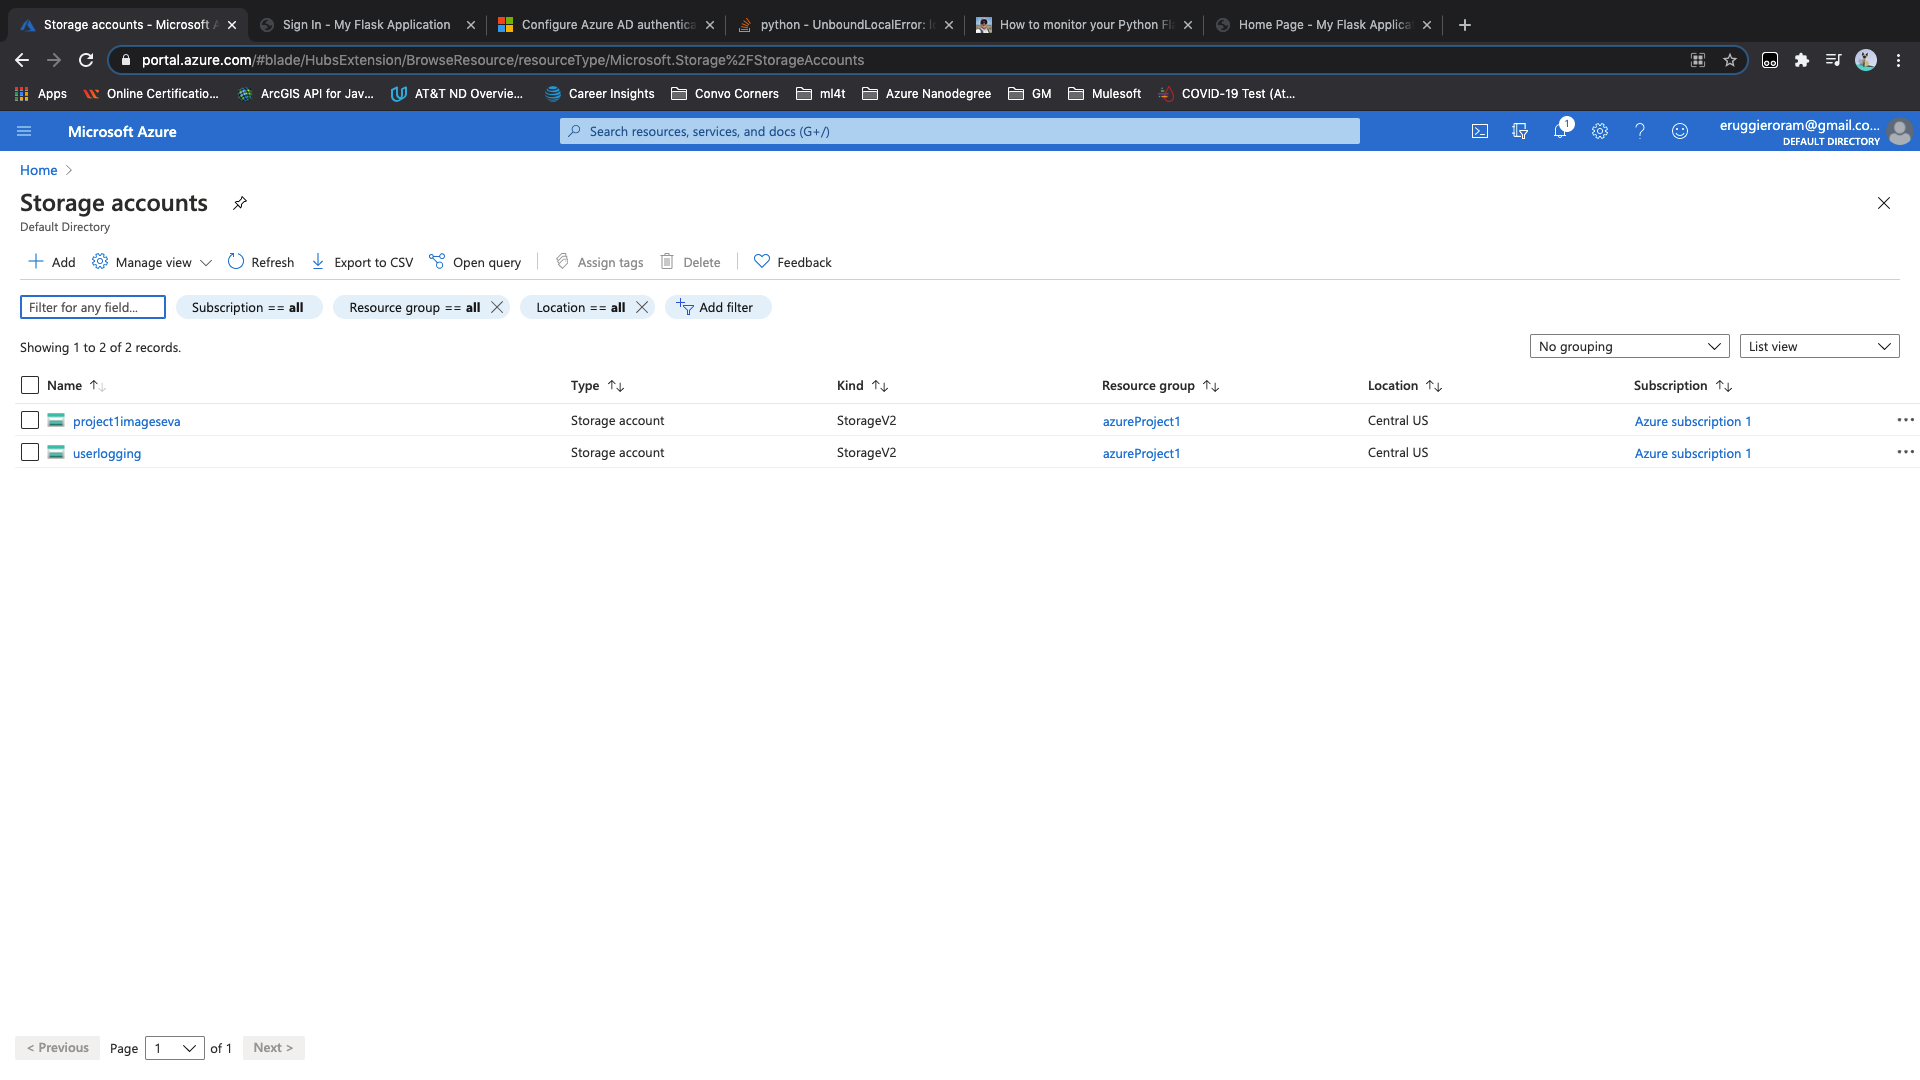 Storage accounts - Microsoft A
Sign In - My Flask Application
Configure Azure AD authentica
python - UnboundLocalError: l
How to monitor your Python Fl
Home Page - My Flask Applica
portal.azure.com/#blade/HubsExtension/BrowseResource/resourceType/Microsoft.Storage%2FStorageAccounts
Apps
Online Certificatio...
ArcGIS API for Jav...
AT&T ND Overvie...
Career Insights
Convo Corners
ml4t
Azure Nanodegree
GM
Mulesoft
COVID-19 Test (At...
Microsoft Azure
Search resources, services, and docs (G+/)
1
eruggieroram@gmail.co...
DEFAULT DIRECTORY
Home
Storage accounts
Default Directory
Add
Manage view
Refresh
Export to CSV
Open query
Assign tags
Delete
Feedback
Filter for any field...
Subscription == all
Resource group == all
Location == all
Add filter
Showing 1 to 2 of 2 records.
No grouping
List view
Name Type Kind Resource group Location Subscription
project1imageseva Storage account StorageV2 azureProject1 Central US Azure subscription 1
userlogging Storage account StorageV2 azureProject1 Central US Azure subscription 1
< Previous Page 1 of 1 Next >